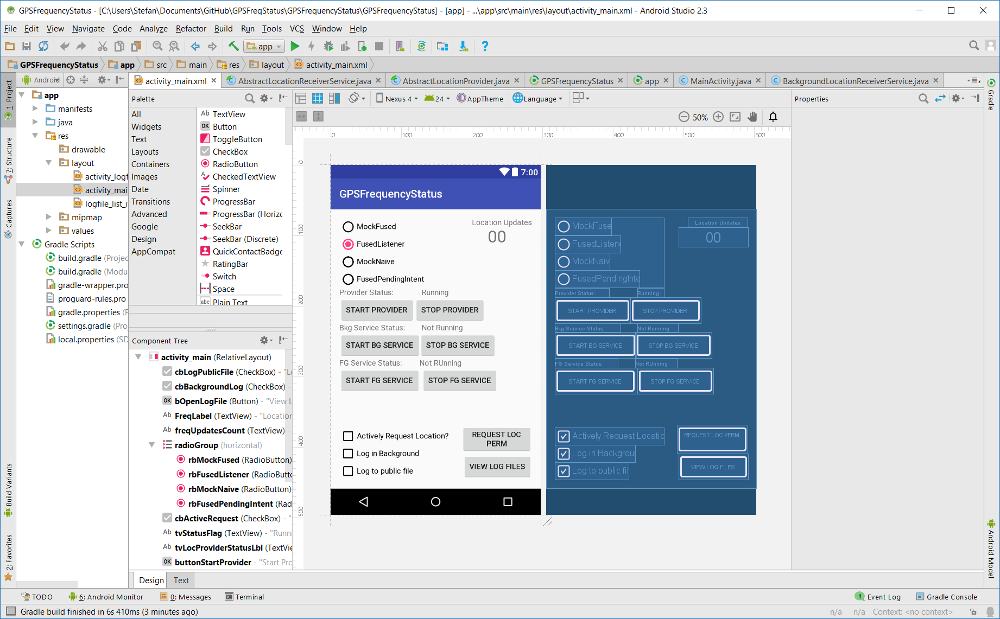 GPSFrequencyStatus - [C:\Users\Stefan\Documents\GitHub\GPSFreqStatus\GPSFrequencyStatus\GPSFrequencyStatus] - [app] - ...\app\src\main\res\layout\activity_main.xml - Android Studio 2.3
File Edit View Navigate Code Analyze Refactor Build Run Tools VCS Window Help
app
GPSFrequencyStatus app src main res layout activity_main.xml
Android
activity_main.xml AbstractLocationReceiverService.java AbstractLocationProvider.java GPSFrequencyStatus app MainActivity.java BackgroundLocationReceiverService.java
1: Project
Z: Structure
Captures
Build Variants
2: Favorites
app
manifests
java
res
drawable
layout
activity_logf
activity_mai
logfile_list_i
mipmap
values
Gradle Scripts
build.gradle (Projec
build.gradle (Modu
gradle-wrapper.pro
proguard-rules.pro
gradle.properties (P
settings.gradle (Pro
local.properties (SD
Palette
All
Widgets
Text
Layouts
Containers
Images
Date
Transitions
Advanced
Google
Design
AppCompat
Ab TextView
OK Button
ToggleButton
CheckBox
RadioButton
CheckedTextView
Spinner
ProgressBar
ProgressBar (Horizo
SeekBar
SeekBar (Discrete)
QuickContactBadge
RatingBar
Switch
Space
abc Plain Text
Component Tree
activity_main (RelativeLayout)
cbLogPublicFile (CheckBox) - "Lo
cbBackgroundLog (CheckBox) -
OK bOpenLogFile (Button) - "View L
Ab FreqLabel (TextView) - "Location
Ab freqUpdatesCount (TextView) -
radioGroup (horizontal)
rbMockFused (RadioButton)
rbFusedListener (RadioButto
rbMockNaive (RadioButton)
rbFusedPendingIntent (Rad
cbActiveRequest (CheckBox) - "
Ab tvStatusFlag (TextView) - "Runn
Ab tvLocProviderStatusLbl (TextVie
OK buttonStartProvider - "Start Pro
Nexus 4 24 AppTheme Language
50%
0 100 200 300 400 500 600
0
100
200
300
400
500
7:00
GPSFrequencyStatus
MockFused
Location Updates
00
FusedListener
MockNaive
FusedPendingIntent
Provider Status: Running
START PROVIDER STOP PROVIDER
Bkg Service Status: Not Running
START BG SERVICE STOP BG SERVICE
FG Service Status: Not RUnning
START FG SERVICE STOP FG SERVICE
Actively Request Location?
REQUEST LOC
PERM
Log in Background
VIEW LOG FILES
Log to public file
MockFuse
Location Updates
00
FusedListene
MockNaiv
FusedPendingInte
Provider Status: Running
START PROVIDER STOP PROVIDER
Bkg Service Status: Not Running
START BG SERVICE STOP BG SERVICE
FG Service Status: Not RUnning
START FG SERVICE STOP FG SERVICE
Actively Request Locatio
REQUEST LOC PERM
Log in Backgroun
VIEW LOG FILES
Log to public fil
Properties
Gradle
Android Model
Design Text
TODO 6: Android Monitor 0: Messages Terminal
1 Event Log Gradle Console
Gradle build finished in 6s 410ms (3 minutes ago)
n/a n/a Context: <no context>